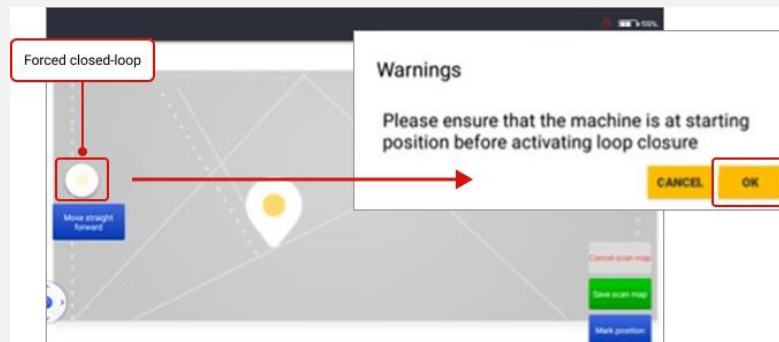 Forced closed-loop
Warnings
Please ensure that the machine is at starting
position before activating loop closure
CANCEL
OK
Move straight
forward
Cancel scan map
Save scan map
Mark position